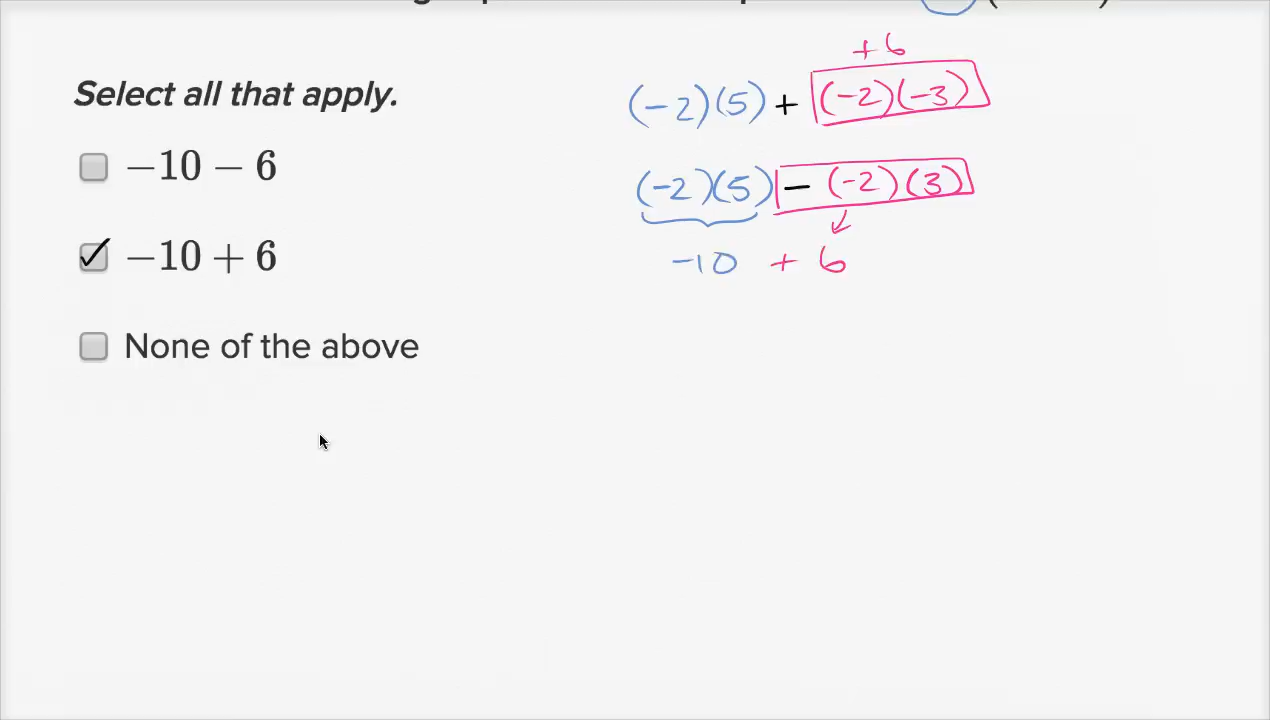 +6
Select all that apply.
(-2)(5) + (-2)(-3)
−10 − 6
(-2)(5) - (-2)(3)
−10 + 6
-10 + 6
None of the above